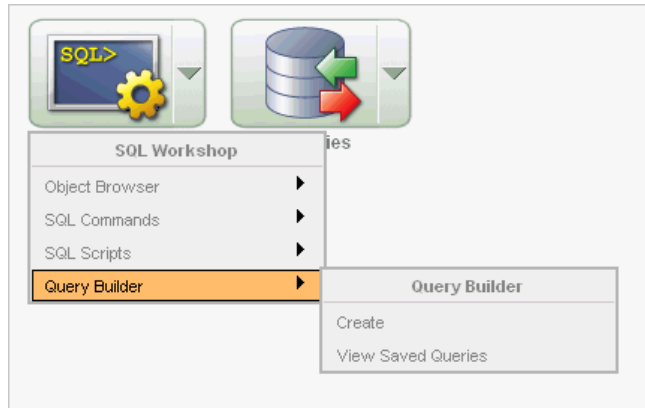 SQL>
ies
SQL Workshop
Object Browser
SQL Commands
SQL Scripts
Query Builder
Query Builder
Create
View Saved Queries